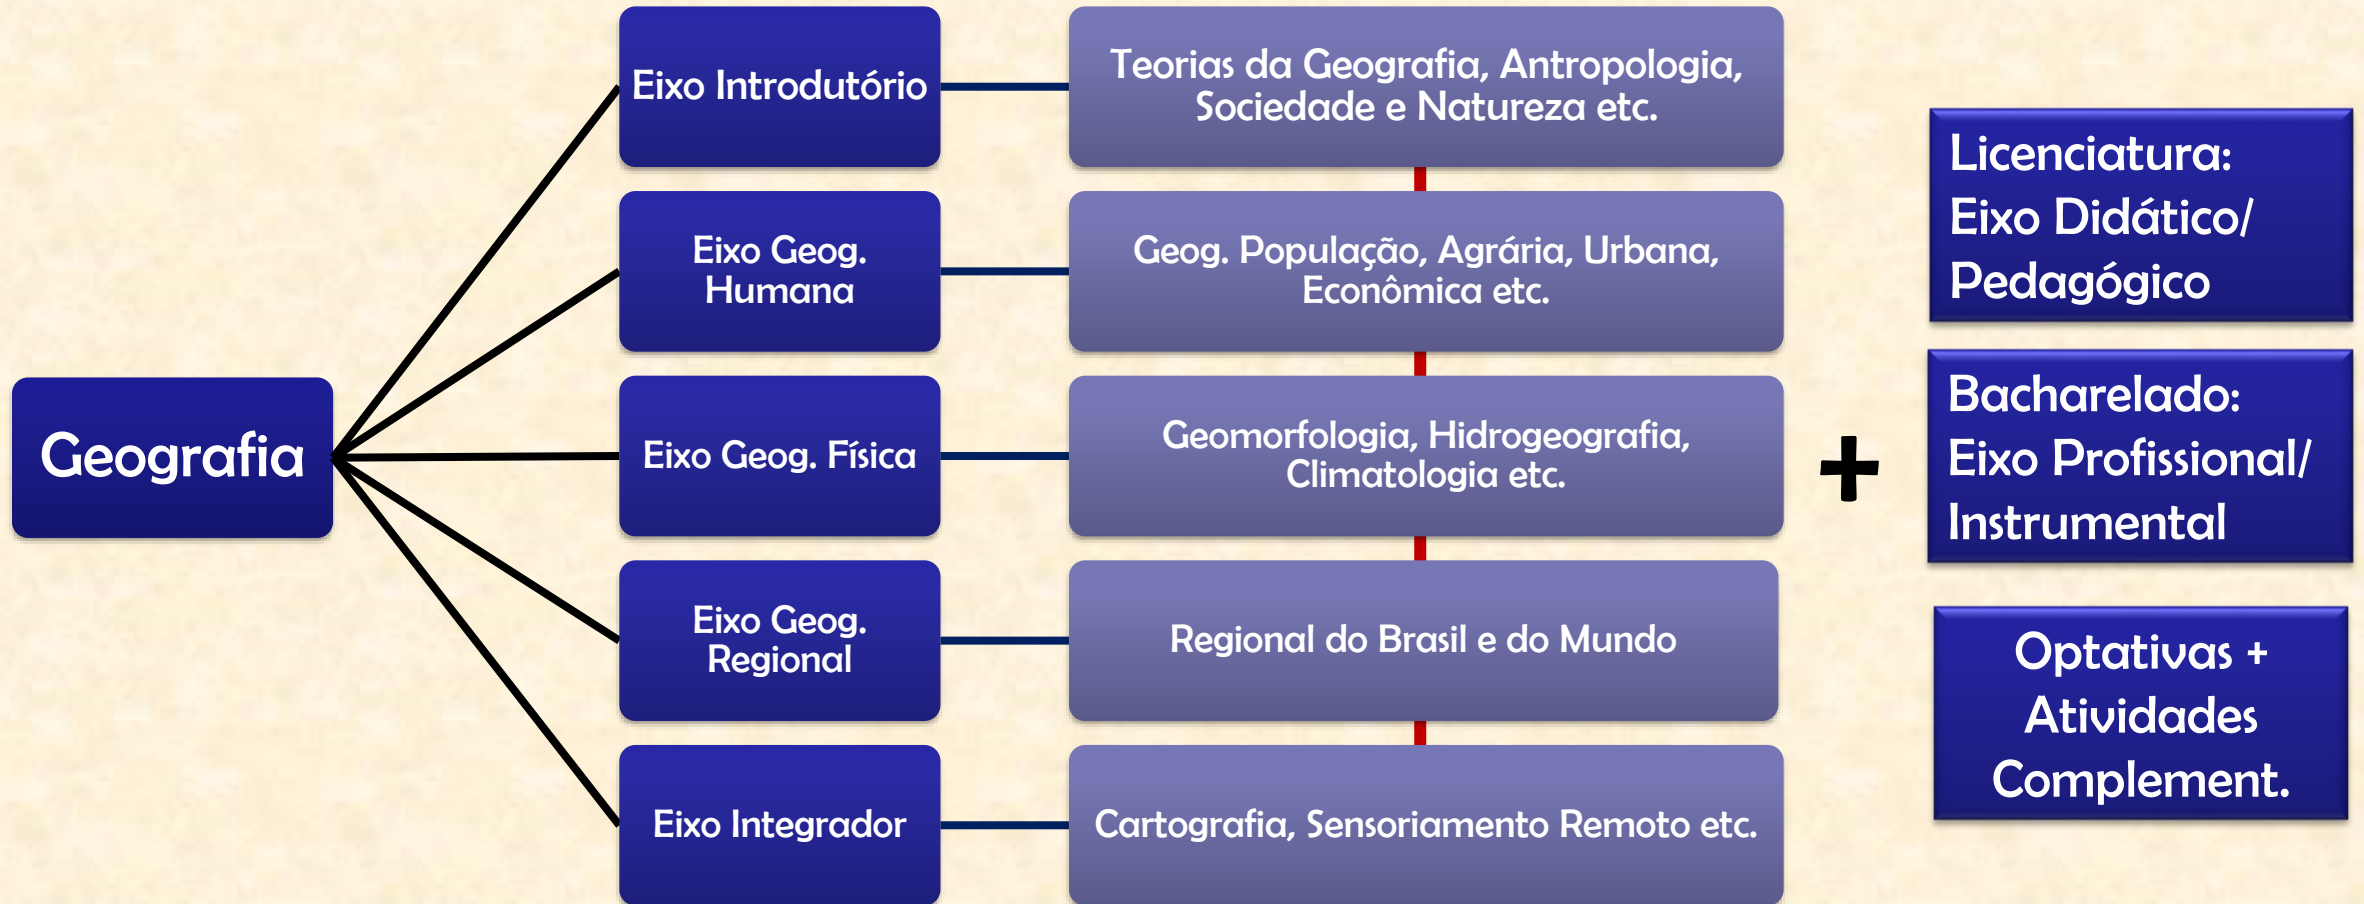 Geografia
Eixo Introdutório
Teorias da Geografia, Antropologia,
Sociedade e Natureza etc.
Eixo Geog.
Humana
Geog. População, Agrária, Urbana,
Econômica etc.
Eixo Geog. Física
Geomorfologia, Hidrogeografia,
Climatologia etc.
Eixo Geog.
Regional
Regional do Brasil e do Mundo
Eixo Integrador
Cartografia, Sensoriamento Remoto etc.
+
Licenciatura:
Eixo Didático/
Pedagógico
Bacharelado:
Eixo Profissional/
Instrumental
Optativas +
Atividades
Complement.